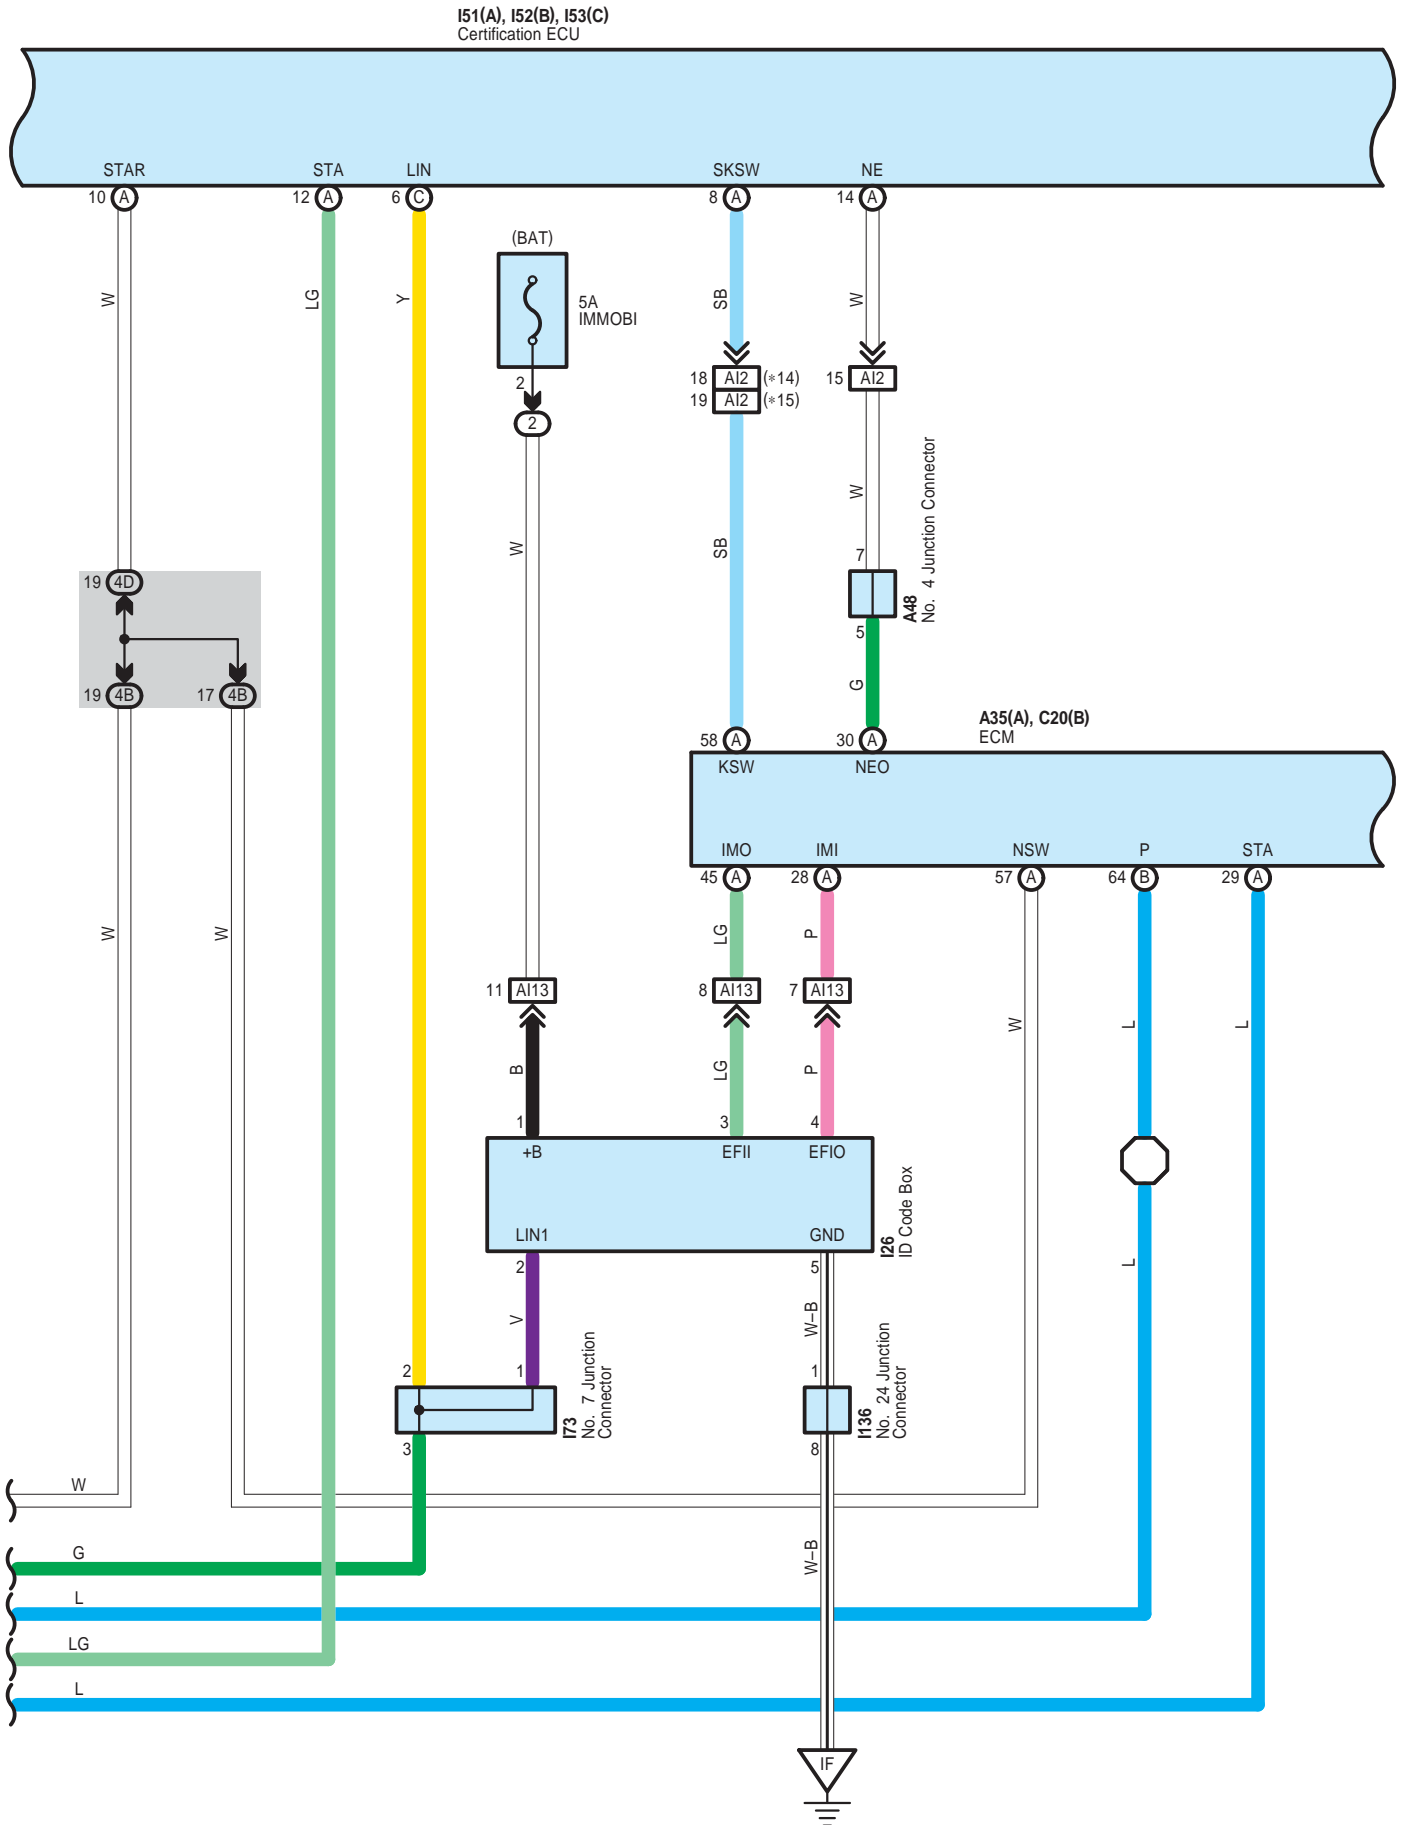 I51(A), I52(B), I53(C)
Certification ECU
STAR STA LIN SKSW NE
10 A 12 A 6 C 8 A 14 A
(BAT)
W LG Y SB W
5A
IMMOBI
2
18 AI2 (*14) 15 AI2
19 AI2 (*15)
2
W SB W
A48
No. 4 Junction Connector
7
19 4D
5
19 4B 17 4B
G
A35(A), C20(B)
ECM
58 A 30 A
KSW NEO
IMO IMI NSW P STA
45 A 28 A 57 A 64 B 29 A
W W LG P
11 AI13 8 AI13 7 AI13
W L L
B LG P
1 3 4
+B EFII EFIO
I26
ID Code Box
LIN1 GND
2 5
L
V W–B
2 1 1
I73
No. 7 Junction
Connector
I136
No. 24 Junction
Connector
3 8
W
G
W–B
L
LG
L
IF